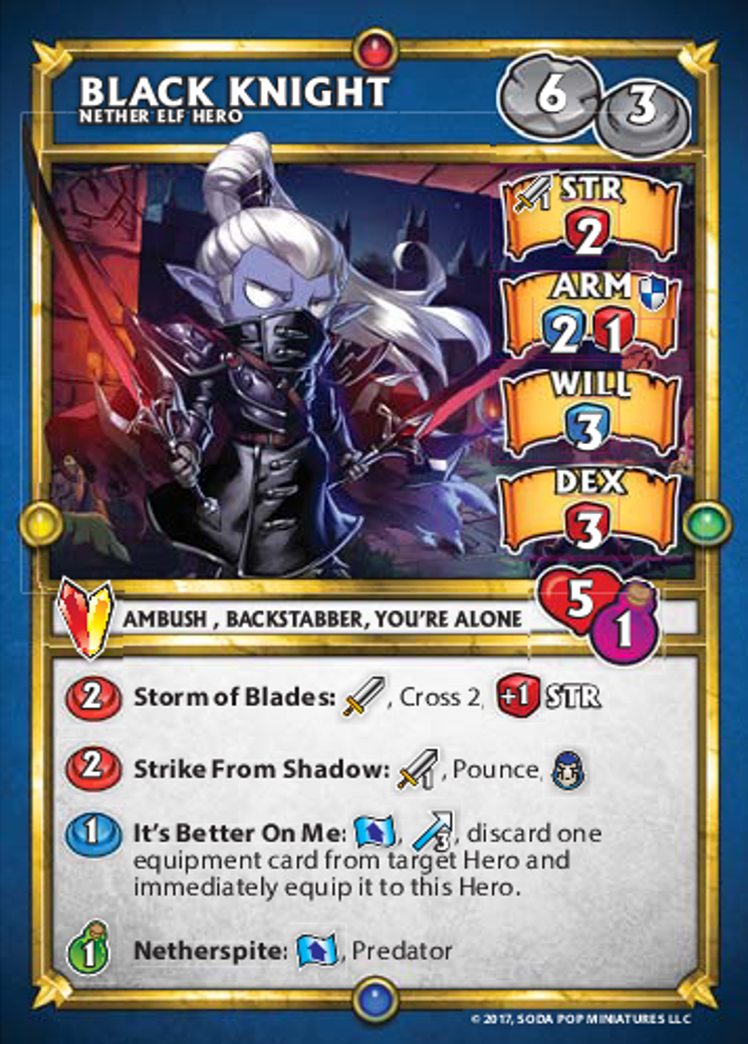 BLACK KNIGHT
NETHER ELF HERO
6
3
STR
2
ARM
2 1
WILL
3
DEX
3
AMBUSH , BACKSTABBER, YOU'RE ALONE
5
1
2 Storm of Blades: , Cross 2, +1 STR
2 Strike From Shadow: , Pounce,
1 It's Better On Me: , 3, discard one
equipment card from target Hero and
immediately equip it to this Hero.
1 Netherspite: , Predator
© 2017, SODA POP MINIATURES LLC